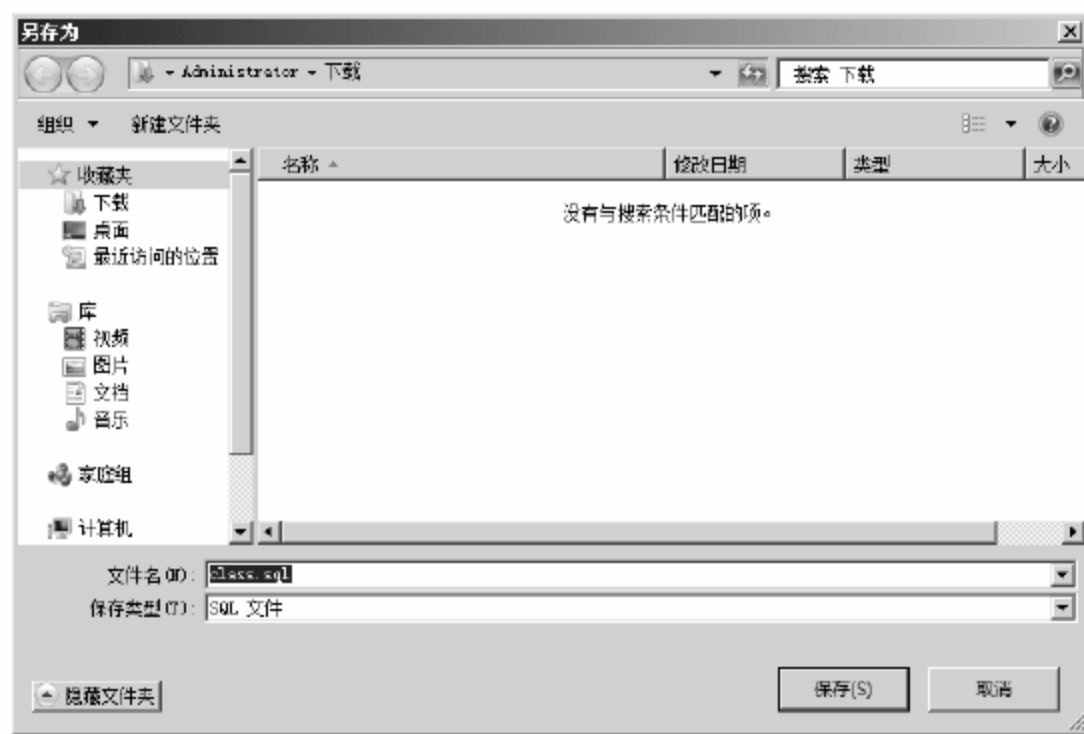 另存为
Administrator 下载
搜索 下载
组织 新建文件夹
名称 修改日期 类型 大小
没有与搜索条件匹配的项。
收藏夹
下载
桌面
最近访问的位置
库
视频
图片
文档
音乐
家庭组
计算机
文件名(N): class.sql
保存类型(T): SQL 文件
隐藏文件夹
保存(S) 取消